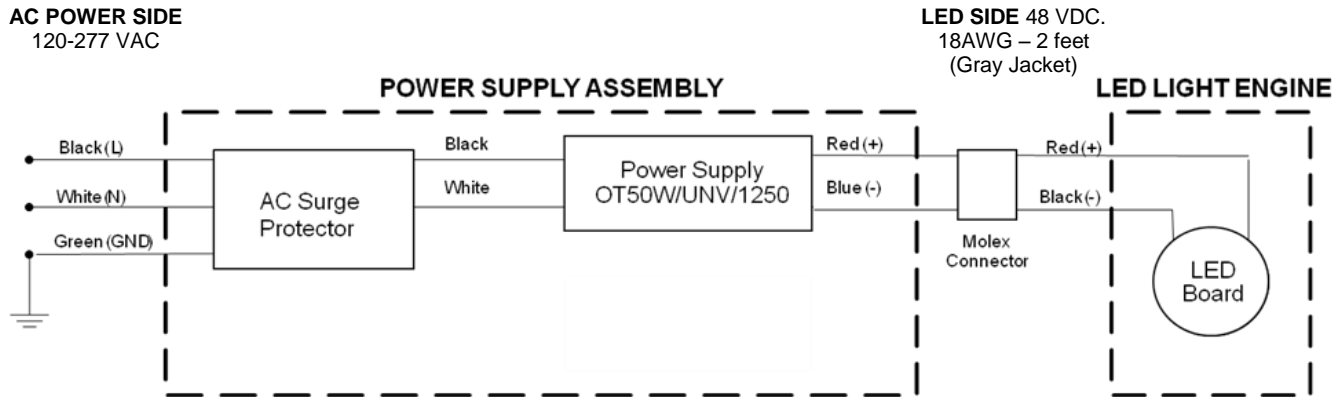 AC POWER SIDE
120-277 VAC
LED SIDE 48 VDC.
18AWG – 2 feet
(Gray Jacket)
POWER SUPPLY ASSEMBLY
LED LIGHT ENGINE
Black(L)
White(N)
Green(GND)
AC Surge
Protector
Black
White
Power Supply
OT50W/UNV/1250
Red(+)
Blue(-)
Molex
Connector
Red(+)
Black(-)
LED
Board